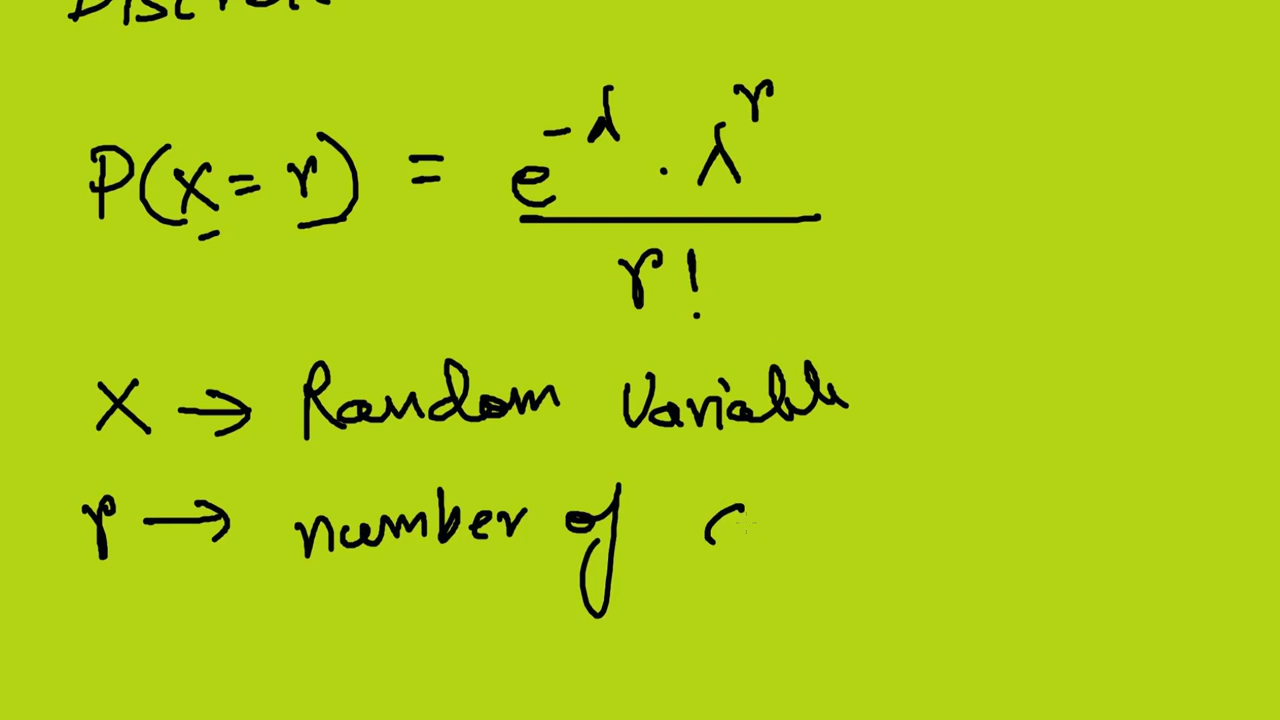 P(x = r) = e^{-λ} · λ^r / r!
X → Random Variable
r → number of